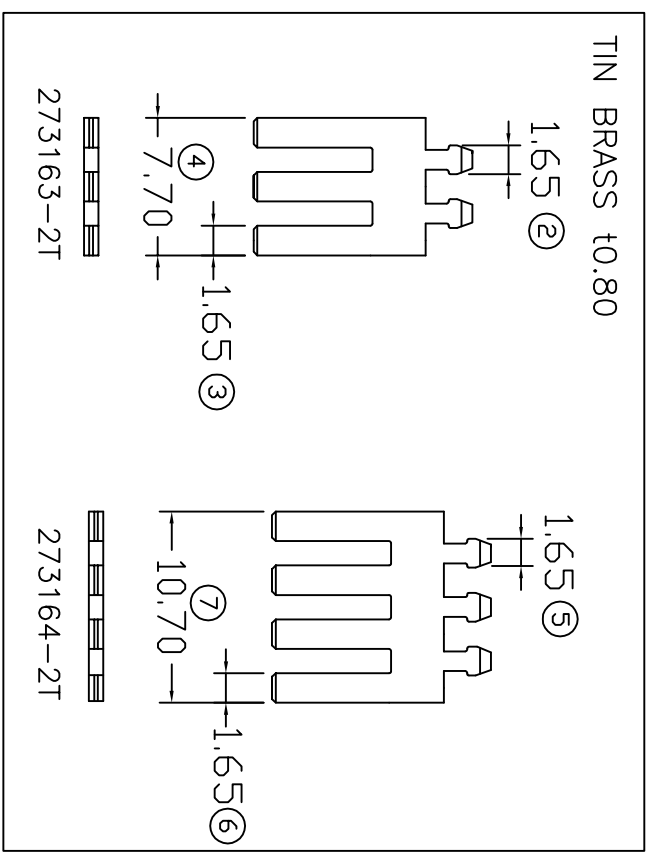 TIN BRASS t0.80
1.65 ②
1.65 ③
④
7.70
273163-2T
1.65 ⑤
1.65 ⑥
⑦
10.70
273164-2T